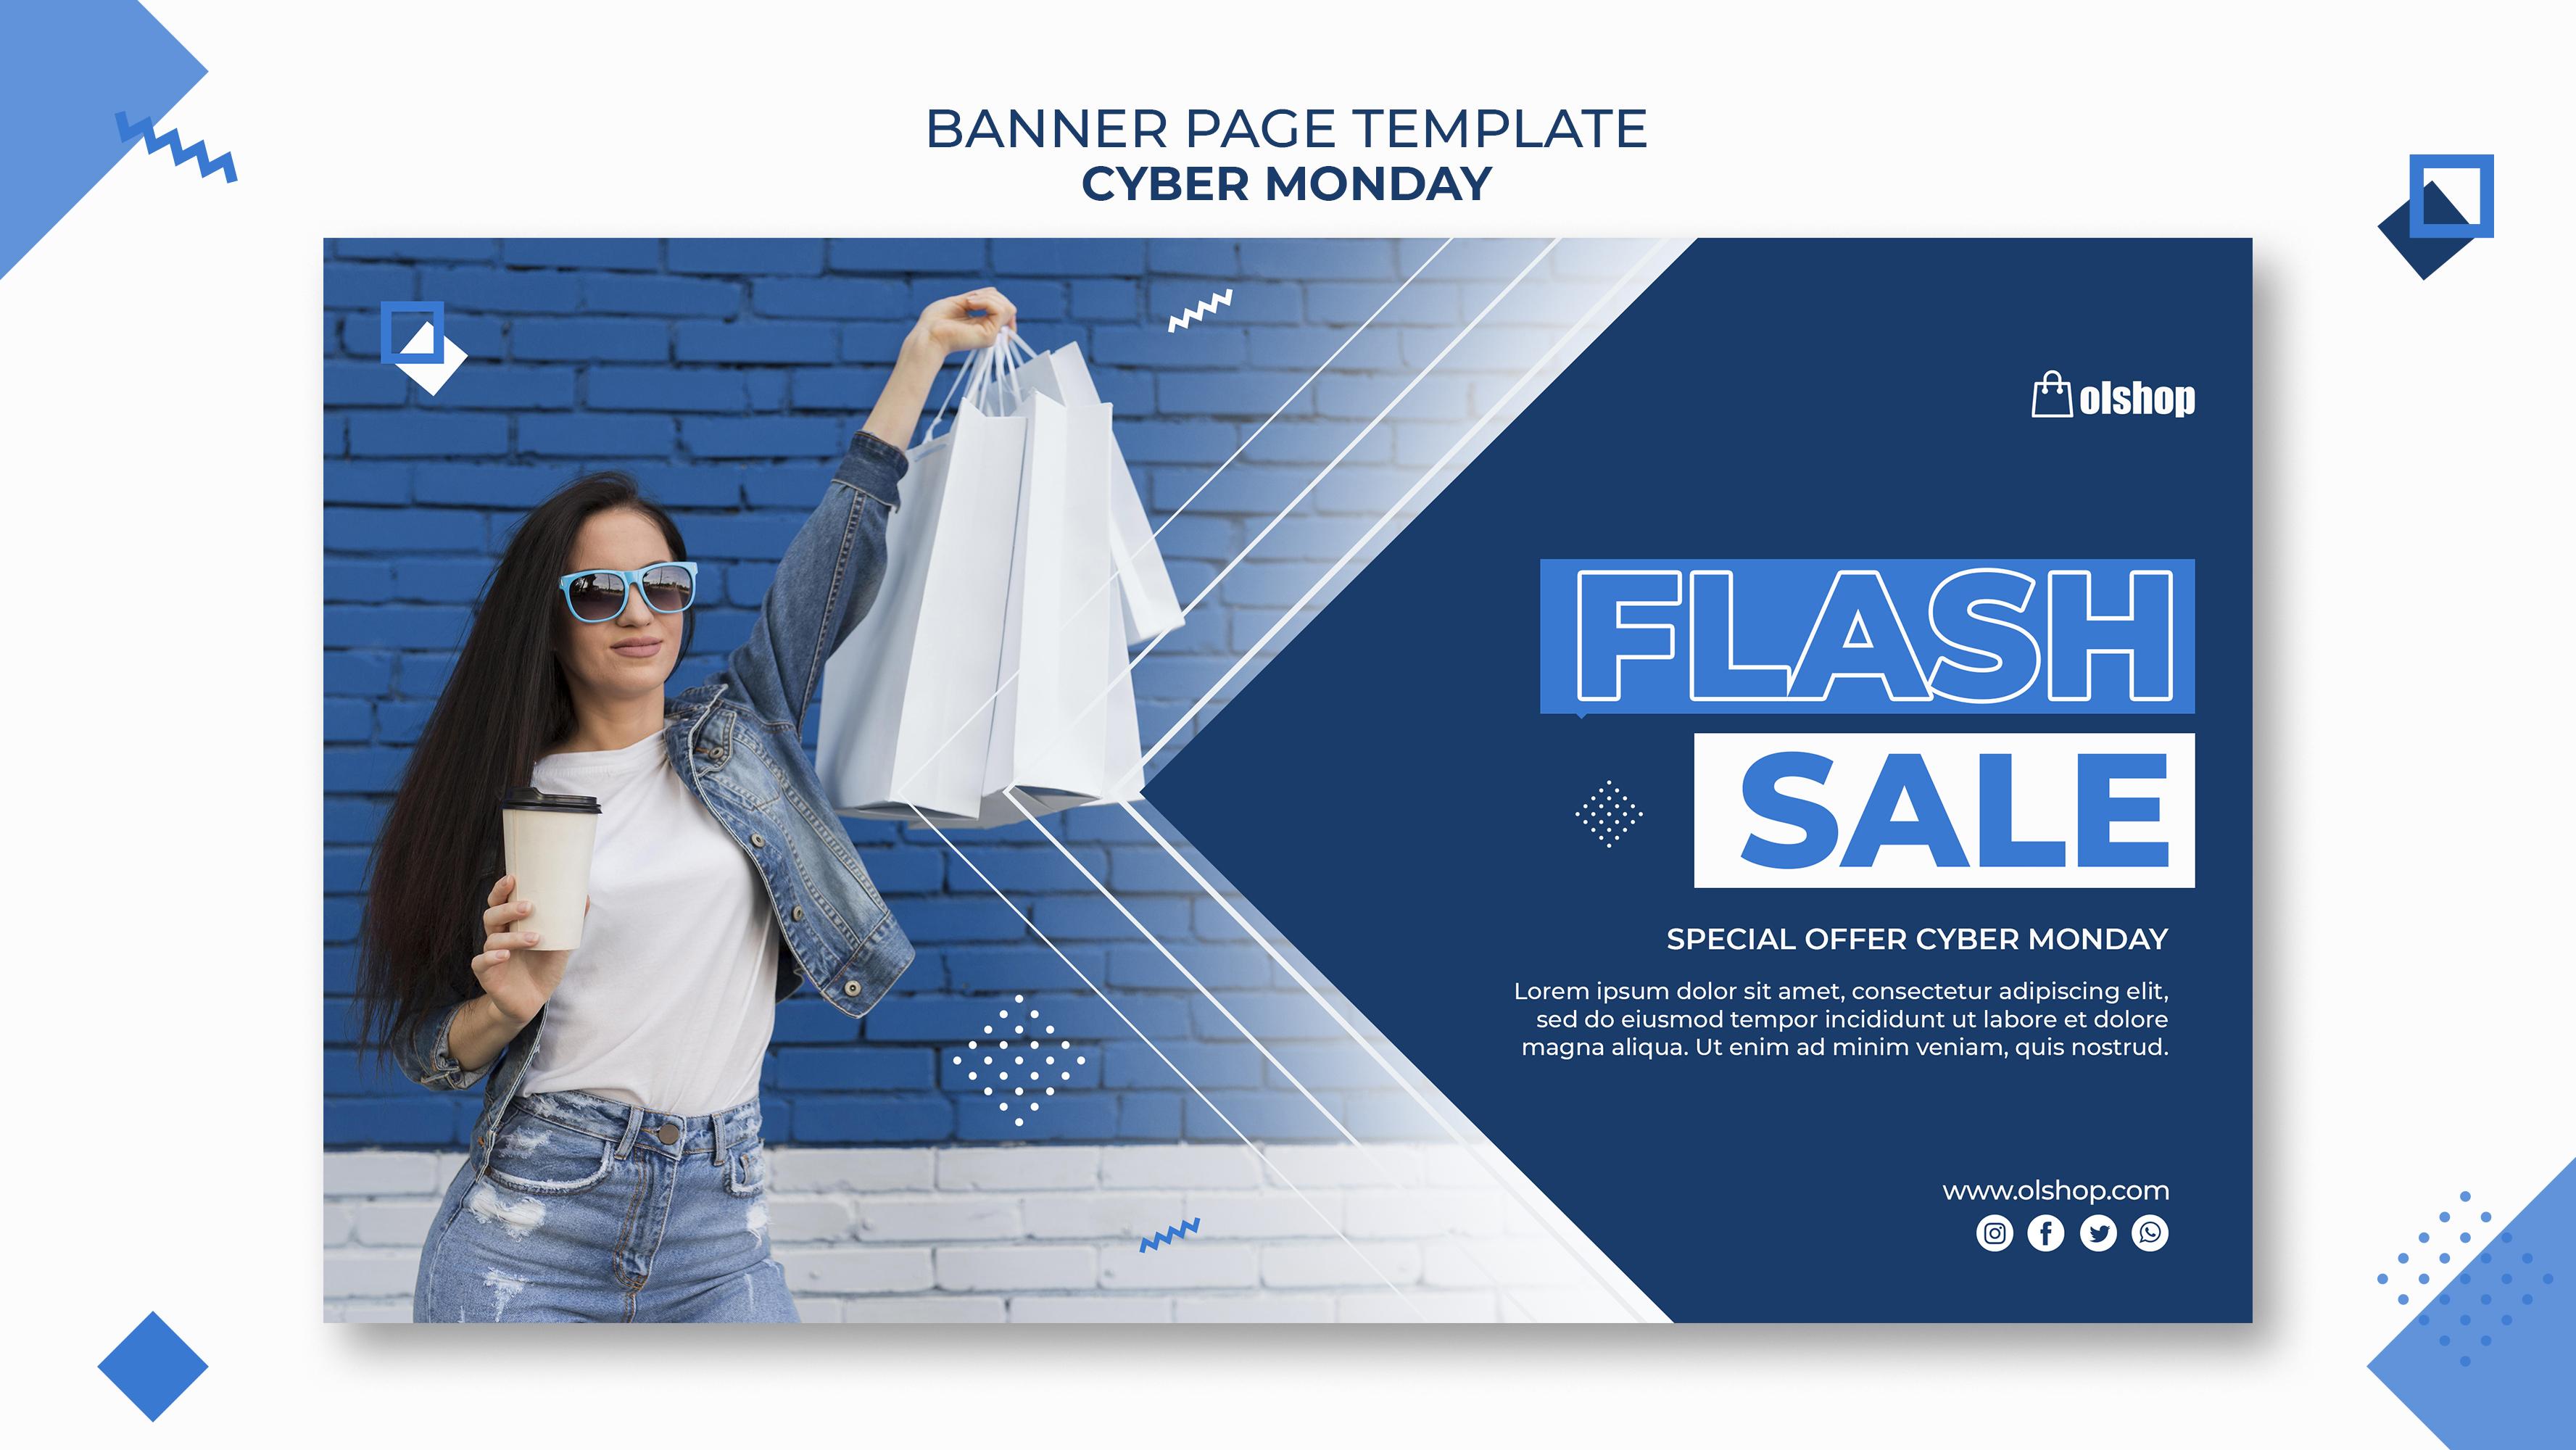 BANNER PAGE TEMPLATE
CYBER MONDAY
olshop
FLASH
SALE
SPECIAL OFFER CYBER MONDAY
Lorem ipsum dolor sit amet, consectetur adipiscing elit,
sed do eiusmod tempor incididunt ut labore et dolore
magna aliqua. Ut enim ad minim veniam, quis nostrud.
www.olshop.com